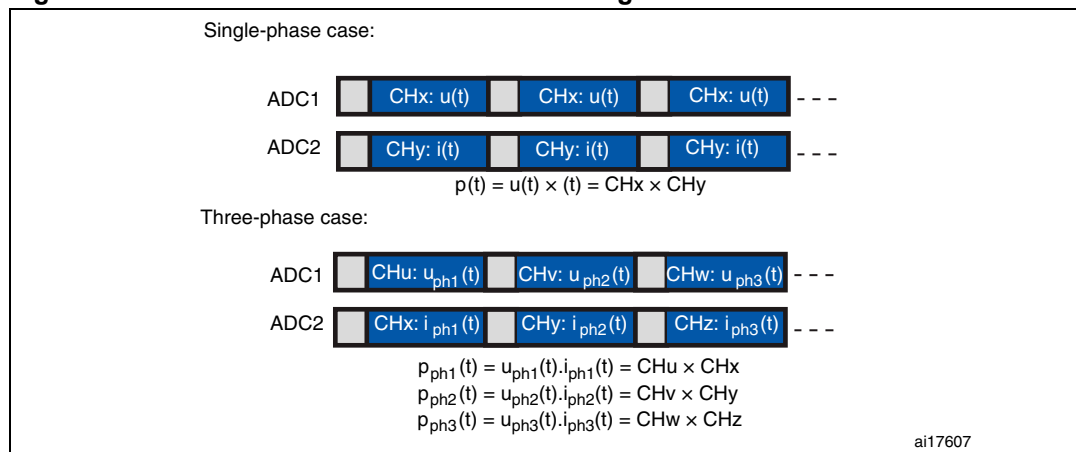 Single-phase case:
ADC1 CHx: u(t) CHx: u(t) CHx: u(t) - - -
ADC2 CHy: i(t) CHy: i(t) CHy: i(t) - - -
p(t) = u(t) × (t) = CHx × CHy
Three-phase case:
ADC1 CHu: uph1(t) CHv: uph2(t) CHw: uph3(t) - - -
ADC2 CHx: iph1(t) CHy: iph2(t) CHz: iph3(t) - - -
pph1(t) = uph1(t).iph1(t) = CHu × CHx
pph2(t) = uph2(t).iph2(t) = CHv × CHy
pph3(t) = uph3(t).iph3(t) = CHw × CHz
ai17607